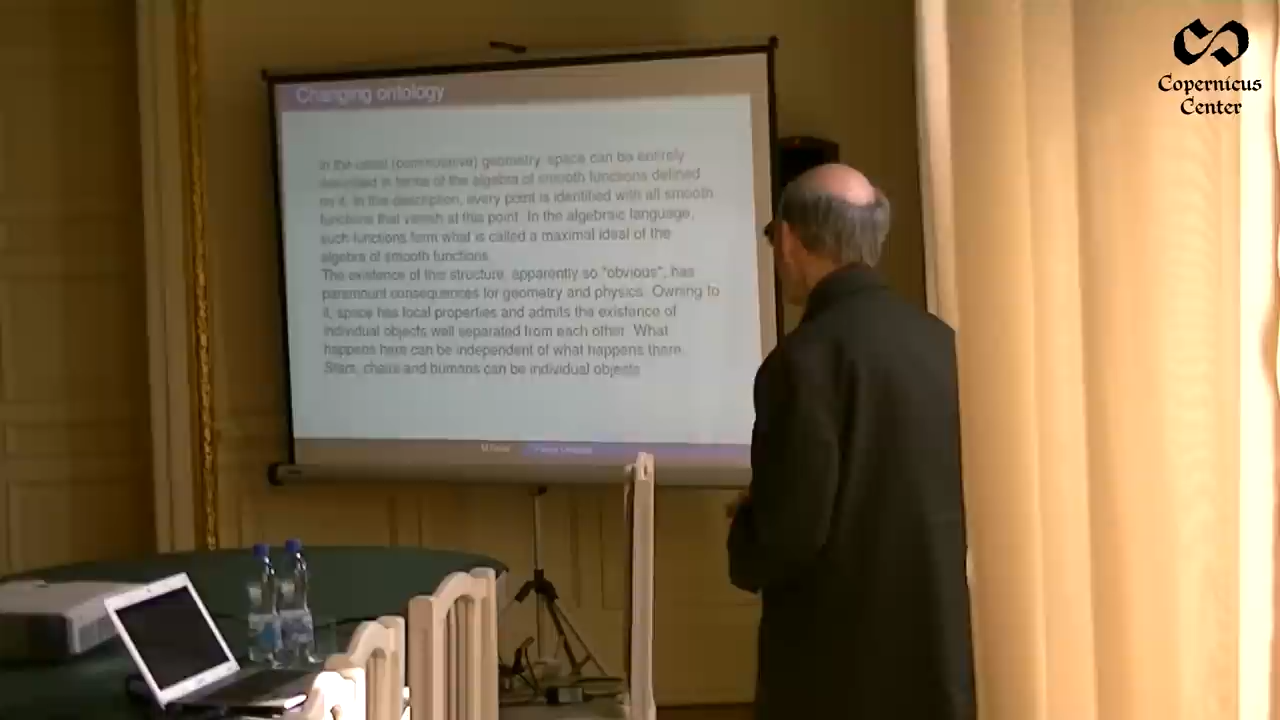 Changing ontology
In the usual (commutative) geometry, space can be entirely
described in terms of the algebra of smooth functions defined
on it. In this description, every point is identified with all smooth
functions that vanish at this point. In the algebraic language,
such functions form what is called a maximal ideal of the
algebra of smooth functions.
The existence of this structure, apparently so "obvious", has
paramount consequences for geometry and physics. Owning to
it, space has local properties and admits the existence of
individual objects well separated from each other. What
happens here can be independent of what happens there.
Stars, chairs and humans can be individual objects.
Copernicus
Center